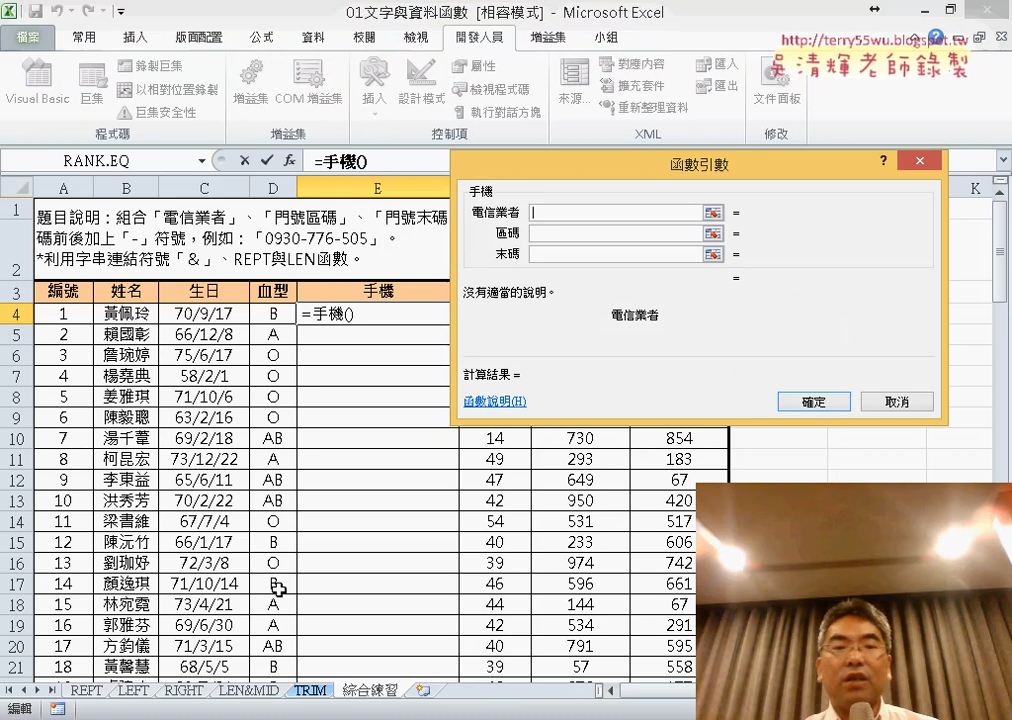 01文字與資料函數 [相容模式] - Microsoft Excel
檔案 常用 插入 版面配置 公式 資料 校閱 檢視 開發人員 增益集 小組
http://terry55wu.blogspot.tw
吳清輝老師錄製
Visual Basic 巨集 錄製巨集 以相對位置錄製 巨集安全性 增益集 COM 增益集 插入 設計模式 屬性 檢視程式碼 執行對話方塊 來源... 對應內容 擴充套件 重新整理資料 匯入 匯出 文件面板
程式碼 增益集 控制項 XML 修改
RANK.EQ =手機()
A B C D E K
1 題目說明：組合「電信業者」、「門號區碼」、「門號末碼
碼前後加上「-」符號，例如：「0930-776-505」。
2 *利用字串連結符號「&」、REPT與LEN函數。
3 編號 姓名 生日 血型 手機
4 1 黃佩玲 70/9/17 B =手機()
5 2 賴國彰 66/12/8 A
6 3 詹琬婷 75/6/17 O
7 4 楊堯典 58/2/1 O
8 5 姜雅琪 71/10/6 O
9 6 陳毅聰 63/2/16 O
10 7 湯千葦 69/2/18 AB 14 730 854
11 8 柯昆宏 73/12/22 A 49 293 183
12 9 李東益 65/6/11 AB 47 649 67
13 10 洪秀芳 70/2/22 AB 42 950 420
14 11 梁書維 67/7/4 O 54 531 517
15 12 陳沅竹 66/1/17 B 40 233 606
16 13 劉珈妤 72/3/8 O 39 974 742
17 14 顏逸琪 71/10/14 B 46 596 661
18 15 林宛霓 73/4/21 A 44 144 67
19 16 郭雅芬 69/6/30 A 42 534 291
20 17 方鈞儀 71/3/15 AB 40 791 595
21 18 黃馨慧 68/5/5 B 39 57 558
函數引數
手機
電信業者 =
區碼 =
末碼 =
=
沒有適當的說明。
電信業者
計算結果 =
函數說明(H) 確定 取消
REPT LEFT RIGHT LEN&MID TRIM 綜合練習
編輯